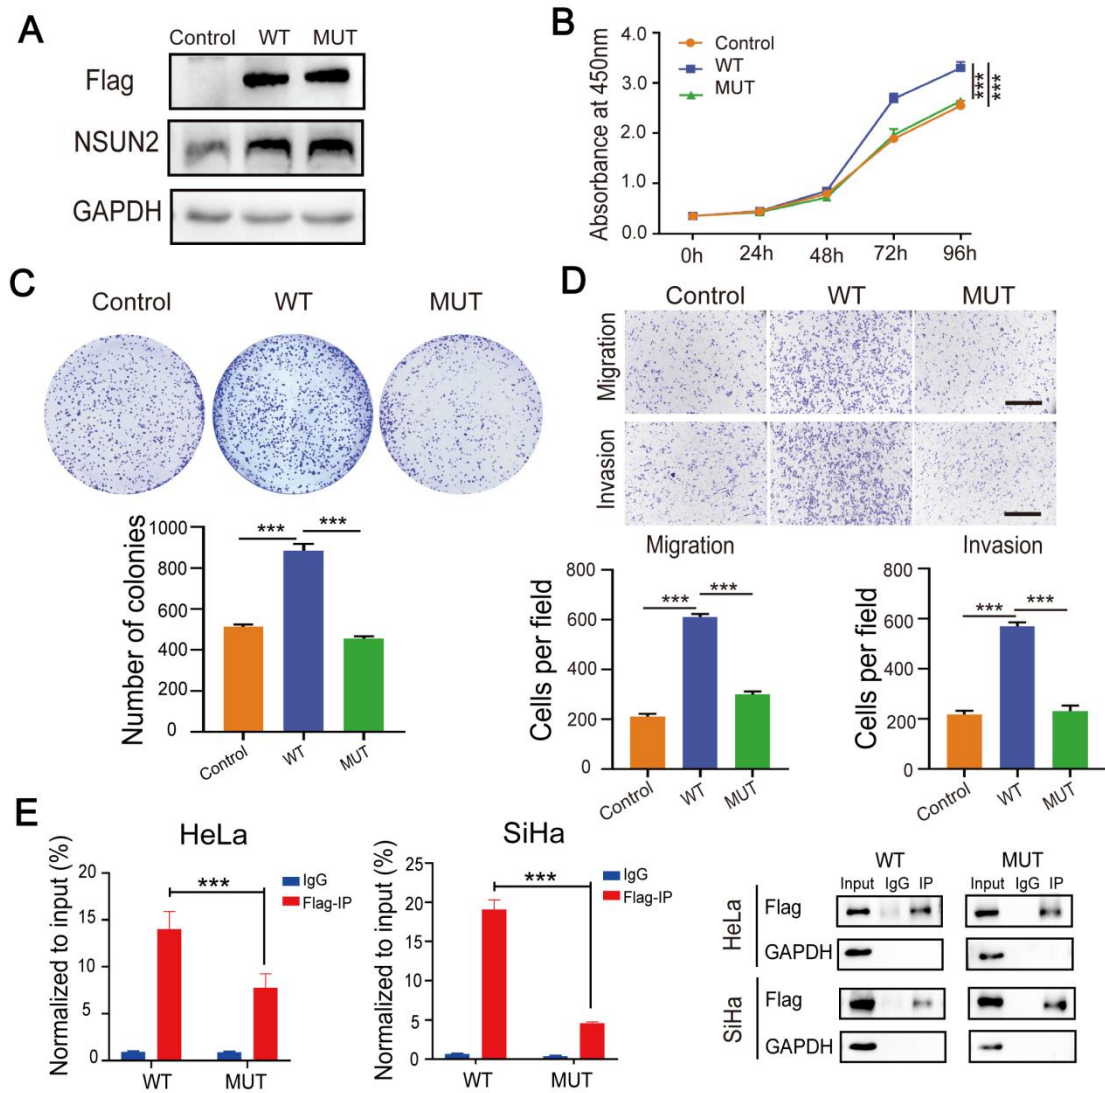 A
Control WT MUT
Flag
NSUN2
GAPDH
B
Absorbance at 450nm
4.0
3.0
2.0
1.0
0.0
Control
WT
MUT
***
***
0h 24h 48h 72h 96h
C
Control WT MUT
Number of colonies
1000
800
600
400
200
0
*** ***
Control WT MUT
D
Control WT MUT
Migration
Invasion
Migration
Cells per field
800
600
400
200
0
*** ***
Control WT MUT
Invasion
Cells per field
800
600
400
200
0
*** ***
Control WT MUT
E
HeLa
Normalized to input (%)
20
15
10
5
0
IgG
Flag-IP
***
WT MUT
SiHa
Normalized to input (%)
25
20
15
10
5
0
IgG
Flag-IP
***
WT MUT
WT MUT
Input IgG IP Input IgG IP
HeLa
Flag
GAPDH
SiHa
Flag
GAPDH